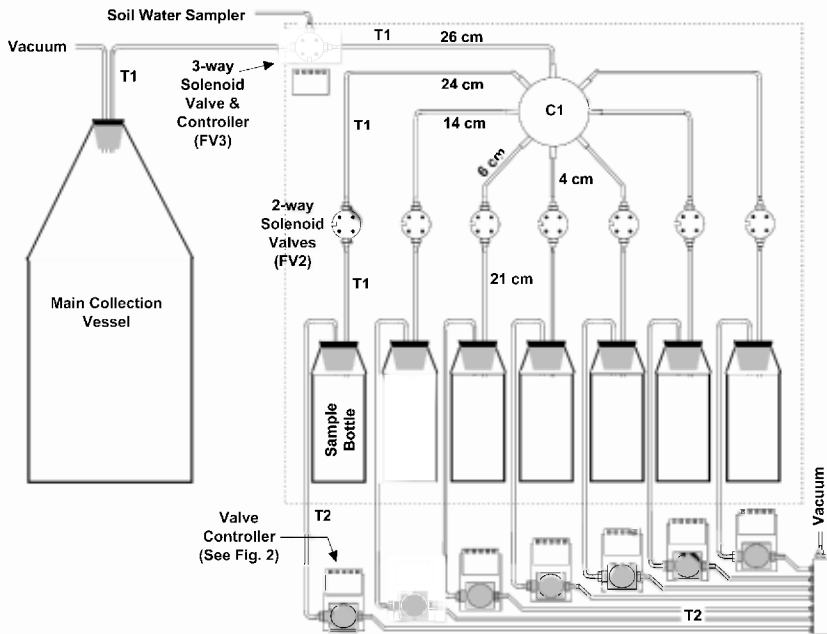 Soil Water Sampler
Vacuum
T1
T1
26 cm
3-way
Solenoid
Valve &
Controller
(FV3)
24 cm
C1
T1
14 cm
6 cm
4 cm
2-way
Solenoid
Valves
(FV2)
T1
21 cm
Main Collection
Vessel
Sample
Bottle
T2
Valve
Controller
(See Fig. 2)
Vacuum
T2